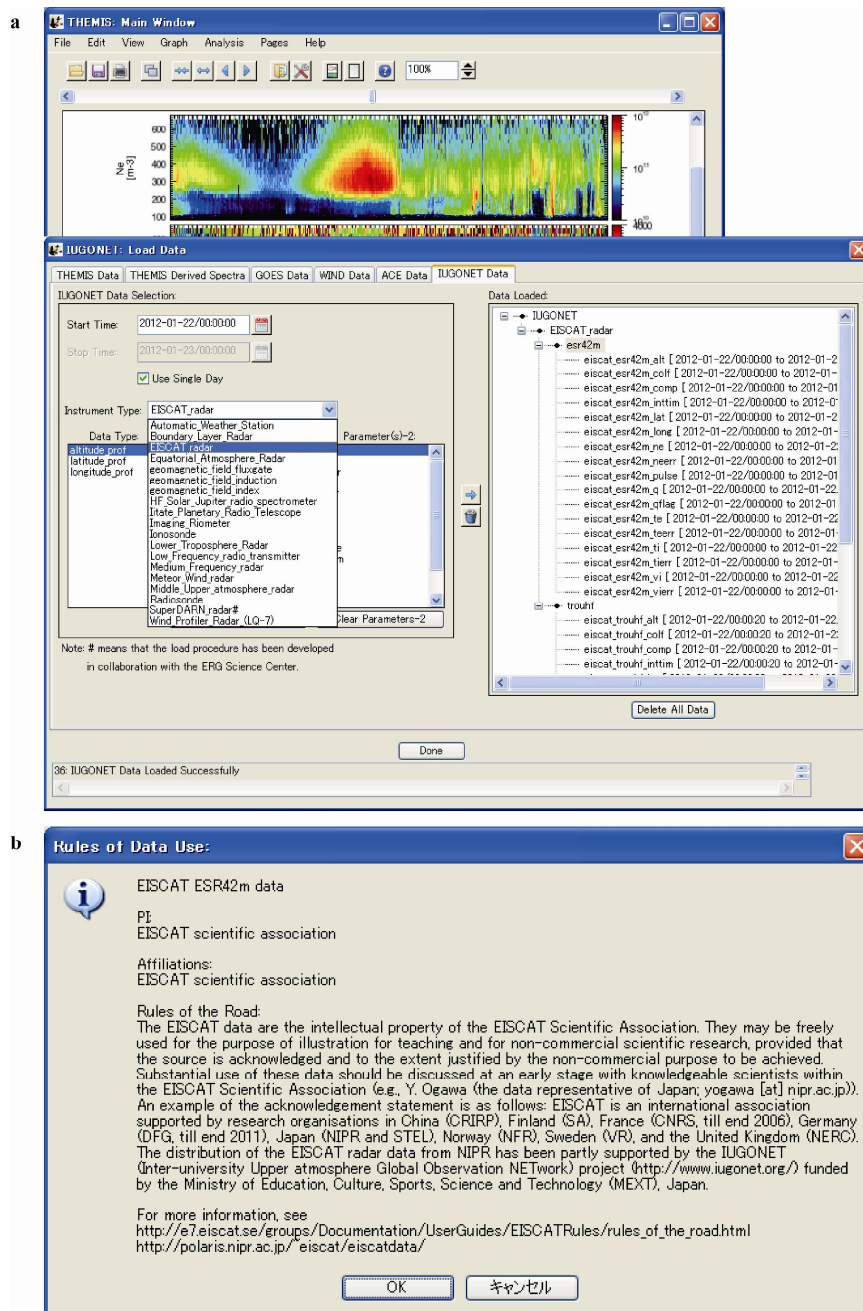 a
THEMIS: Main Window
File Edit View Graph Analysis Pages Help
100%
600
500
400
300
200
100
Ne
[m-3]
10¹²
10¹¹
IUGONET: Load Data
THEMIS Data THEMIS Derived Spectra GOES Data WIND Data ACE Data IUGONET Data
IUGONET Data Selection:
Start Time: 2012-01-22/00:00:00
Stop Time: 2012-01-23/00:00:00
Use Single Day
Instrument Type: EISCAT_radar
Data Type: Parameter(s)-2:
altitude_prof
latitude_prof
longitude_prof
Automatic_Weather_Station
Boundary_Layer_Radar
EISCAT_radar
Equatorial_Atmosphere_Radar
geomagnetic_field_fluxgate
geomagnetic_field_induction
geomagnetic_field_index
HF_Solar_Jupiter_radio_spectrometer
Iitate_Planetary_Radio_Telescope
Imaging_Riometer
Ionosonde
Lower_Troposphere_Radar
Low_Frequency_radio_transmitter
Medium_Frequency_radar
Meteor_Wind_radar
Middle_Upper_atmosphere_radar
Radiosonde
SuperDARN_radar#
Wind_Profiler_Radar_(LQ-7)
Clear Parameters-2
Note: # means that the load procedure has been developed
in collaboration with the ERG Science Center.
Data Loaded:
IUGONET
EISCAT_radar
esr42m
eiscat_esr42m_alt [ 2012-01-22/00:00:00 to 2012-01-2
eiscat_esr42m_colf [ 2012-01-22/00:00:00 to 2012-01-
eiscat_esr42m_comp [ 2012-01-22/00:00:00 to 2012-01
eiscat_esr42m_inttim [ 2012-01-22/00:00:00 to 2012-01
eiscat_esr42m_lat [ 2012-01-22/00:00:00 to 2012-01-2
eiscat_esr42m_long [ 2012-01-22/00:00:00 to 2012-01-
eiscat_esr42m_ne [ 2012-01-22/00:00:00 to 2012-01-2
eiscat_esr42m_neerr [ 2012-01-22/00:00:00 to 2012-01
eiscat_esr42m_pulse [ 2012-01-22/00:00:00 to 2012-01
eiscat_esr42m_q [ 2012-01-22/00:00:00 to 2012-01-22.
eiscat_esr42m_qflag [ 2012-01-22/00:00:00 to 2012-01
eiscat_esr42m_te [ 2012-01-22/00:00:00 to 2012-01-22
eiscat_esr42m_teerr [ 2012-01-22/00:00:00 to 2012-01
eiscat_esr42m_ti [ 2012-01-22/00:00:00 to 2012-01-22
eiscat_esr42m_tierr [ 2012-01-22/00:00:00 to 2012-01-
eiscat_esr42m_vi [ 2012-01-22/00:00:00 to 2012-01-22
eiscat_esr42m_vierr [ 2012-01-22/00:00:00 to 2012-01
trouhf
eiscat_trouhf_alt [ 2012-01-22/00:00:20 to 2012-01-22.
eiscat_trouhf_colf [ 2012-01-22/00:00:20 to 2012-01-2
eiscat_trouhf_comp [ 2012-01-22/00:00:20 to 2012-01-
eiscat_trouhf_inttim [ 2012-01-22/00:00:20 to 2012-01-
Delete All Data
Done
36: IUGONET Data Loaded Successfully
b
Rules of Data Use:
EISCAT ESR42m data
PI:
EISCAT scientific association
Affiliations:
EISCAT scientific association
Rules of the Road:
The EISCAT data are the intellectual property of the EISCAT Scientific Association. They may be freely
used for the purpose of illustration for teaching and for non-commercial scientific research, provided that
the source is acknowledged and to the extent justified by the non-commercial purpose to be achieved.
Substantial use of these data should be discussed at an early stage with knowledgeable scientists within
the EISCAT Scientific Association (e.g., Y. Ogawa (the data representative of Japan; yogawa [at] nipr.ac.jp)).
An example of the acknowledgement statement is as follows: EISCAT is an international association
supported by research organisations in China (CRIRP), Finland (SA), France (CNRS, till end 2006), Germany
(DFG, till end 2011), Japan (NIPR and STEL), Norway (NFR), Sweden (VR), and the United Kingdom (NERC).
The distribution of the EISCAT radar data from NIPR has been partly supported by the IUGONET
(Inter-university Upper atmosphere Global Observation NETwork) project (http://www.iugonet.org/) funded
by the Ministry of Education, Culture, Sports, Science and Technology (MEXT), Japan.
For more information, see
http://e7.eiscat.se/groups/Documentation/UserGuides/EISCATRules/rules_of_the_road.html
http://polaris.nipr.ac.jp/~eiscat/eiscatdata/
OK キャンセル